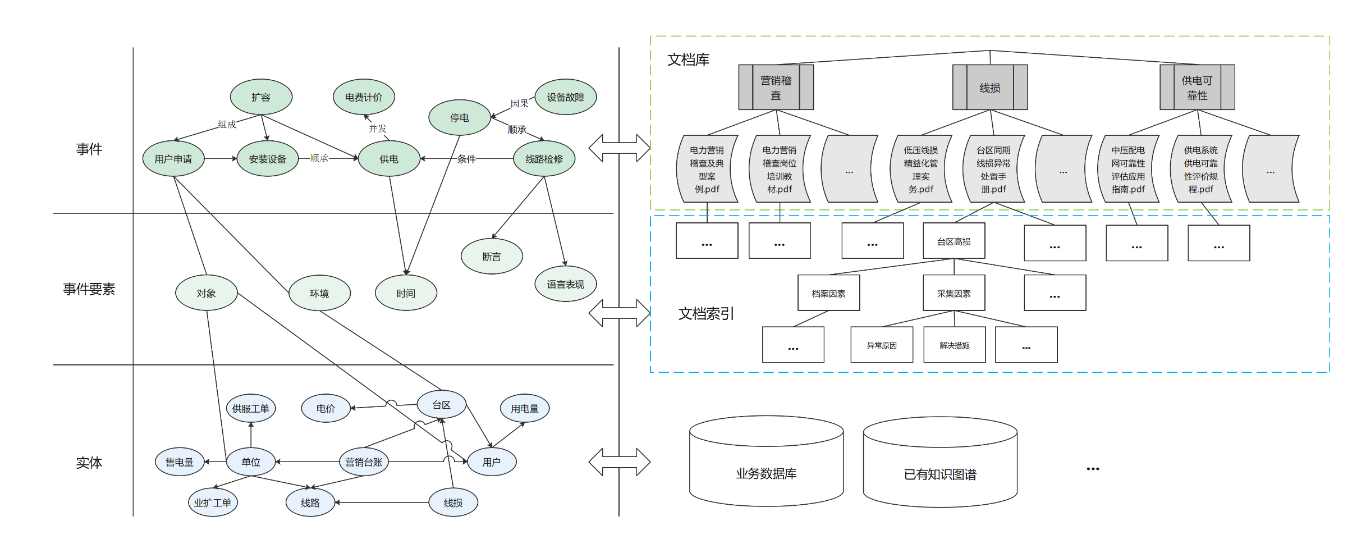 事件
扩容
电费计价
停电
因果
设备故障
组成
并发
顺承
用户申请
安装设备
顺承
供电
条件
线路检修
事件要素
断言
语言表现
对象
环境
时间
实体
供服工单
电价
台区
用电量
售电量
单位
营销台账
用户
业扩工单
线路
线损
文档库
营销稽
查
线损
供电可
靠性
电力营销
稽查及典
型案
例.pdf
电力营销
稽查岗位
培训教
材.pdf
...
低压线损
精益化管
理实
务.pdf
台区同期
线损异常
处置手
册.pdf
...
中压配电
网可靠性
评估应用
指南.pdf
供电系统
供电可靠
性评价规
程.pdf
...
文档索引
...
...
...
台区高损
...
...
...
档案因素
采集因素
...
...
异常原因
解决措施
...
业务数据库
已有知识图谱
...